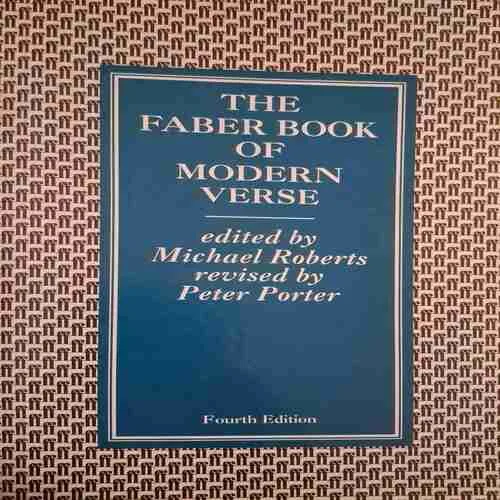 THE
FABER BOOK
OF
MODERN
VERSE
edited by
Michael Roberts
revised by
Peter Porter
Fourth Edition